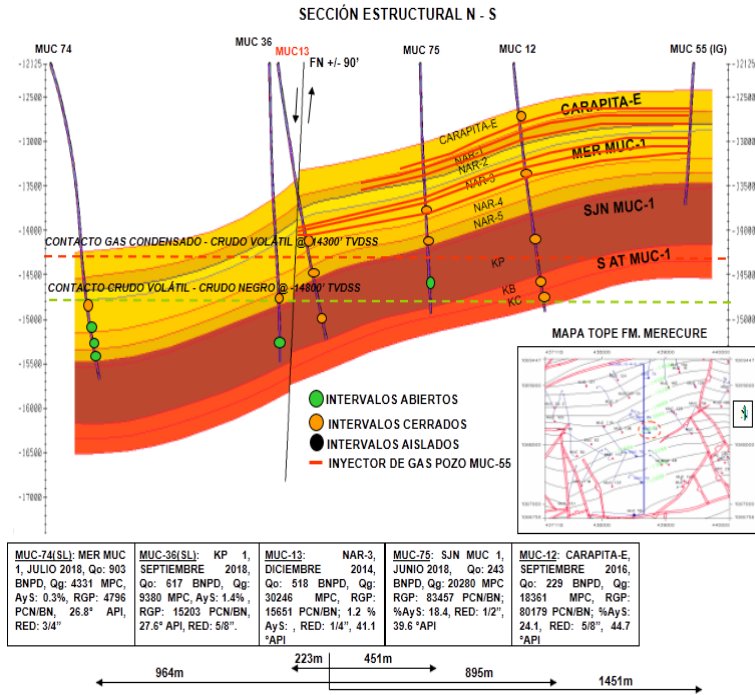 SECCIÓN ESTRUCTURAL N - S
MUC 74
MUC 36
MUC13
MUC 75
MUC 12
MUC 55 (IG)
FN +/- 90'
-12125
-12500
-13000
-13500
-14000
-14500
-15000
-15500
-16000
-16500
-17000
-12125
-12500
-13000
-13500
-14000
-14500
-15000
-15500
CARAPITA-E
CARAPITA-E
NAR-1
NAR-2
MER MUC-1
NAR-3
NAR-4
NAR-5
SJN MUC-1
KP
S AT MUC-1
KB
KC
CONTACTO GAS CONDENSADO - CRUDO VOLÁTIL @ -14300' TVDSS
CONTACTO CRUDO VOLÁTIL - CRUDO NEGRO @ -14800' TVDSS
INTERVALOS ABIERTOS
INTERVALOS CERRADOS
INTERVALOS AISLADOS
INYECTOR DE GAS POZO MUC-55
MAPA TOPE FM. MERECURE
MUC-74(SL): MER MUC
1, JULIO 2018, Qo: 903
BNPD, Qg: 4331 MPC,
AyS: 0.3%, RGP: 4796
PCN/BN, 26.8° API,
RED: 3/4”
MUC-36(SL): KP 1,
SEPTIEMBRE 2018,
Qo: 617 BNPD, Qg:
9380 MPC, AyS: 1.4% ,
RGP: 15203 PCN/BN,
27.6° API, RED: 5/8”.
MUC-13: NAR-3,
DICIEMBRE 2014,
Qo: 518 BNPD, Qg:
30246 MPC, RGP:
15651 PCN/BN; 1.2 %
AyS: , RED: 1/4”, 41.1
°API
MUC-75: SJN MUC 1,
JUNIO 2018, Qo: 243
BNPD, Qg: 20280 MPC
RGP: 83457 PCN/BN;
%AyS: 18.4, RED: 1/2”,
39.6 °API
MUC-12: CARAPITA-E,
SEPTIEMBRE 2016,
Qo: 229 BNPD, Qg:
18361 MPC, RGP:
80179 PCN/BN; %AyS:
24.1, RED: 5/8”, 44.7
°API
223m
451m
964m
895m
1451m